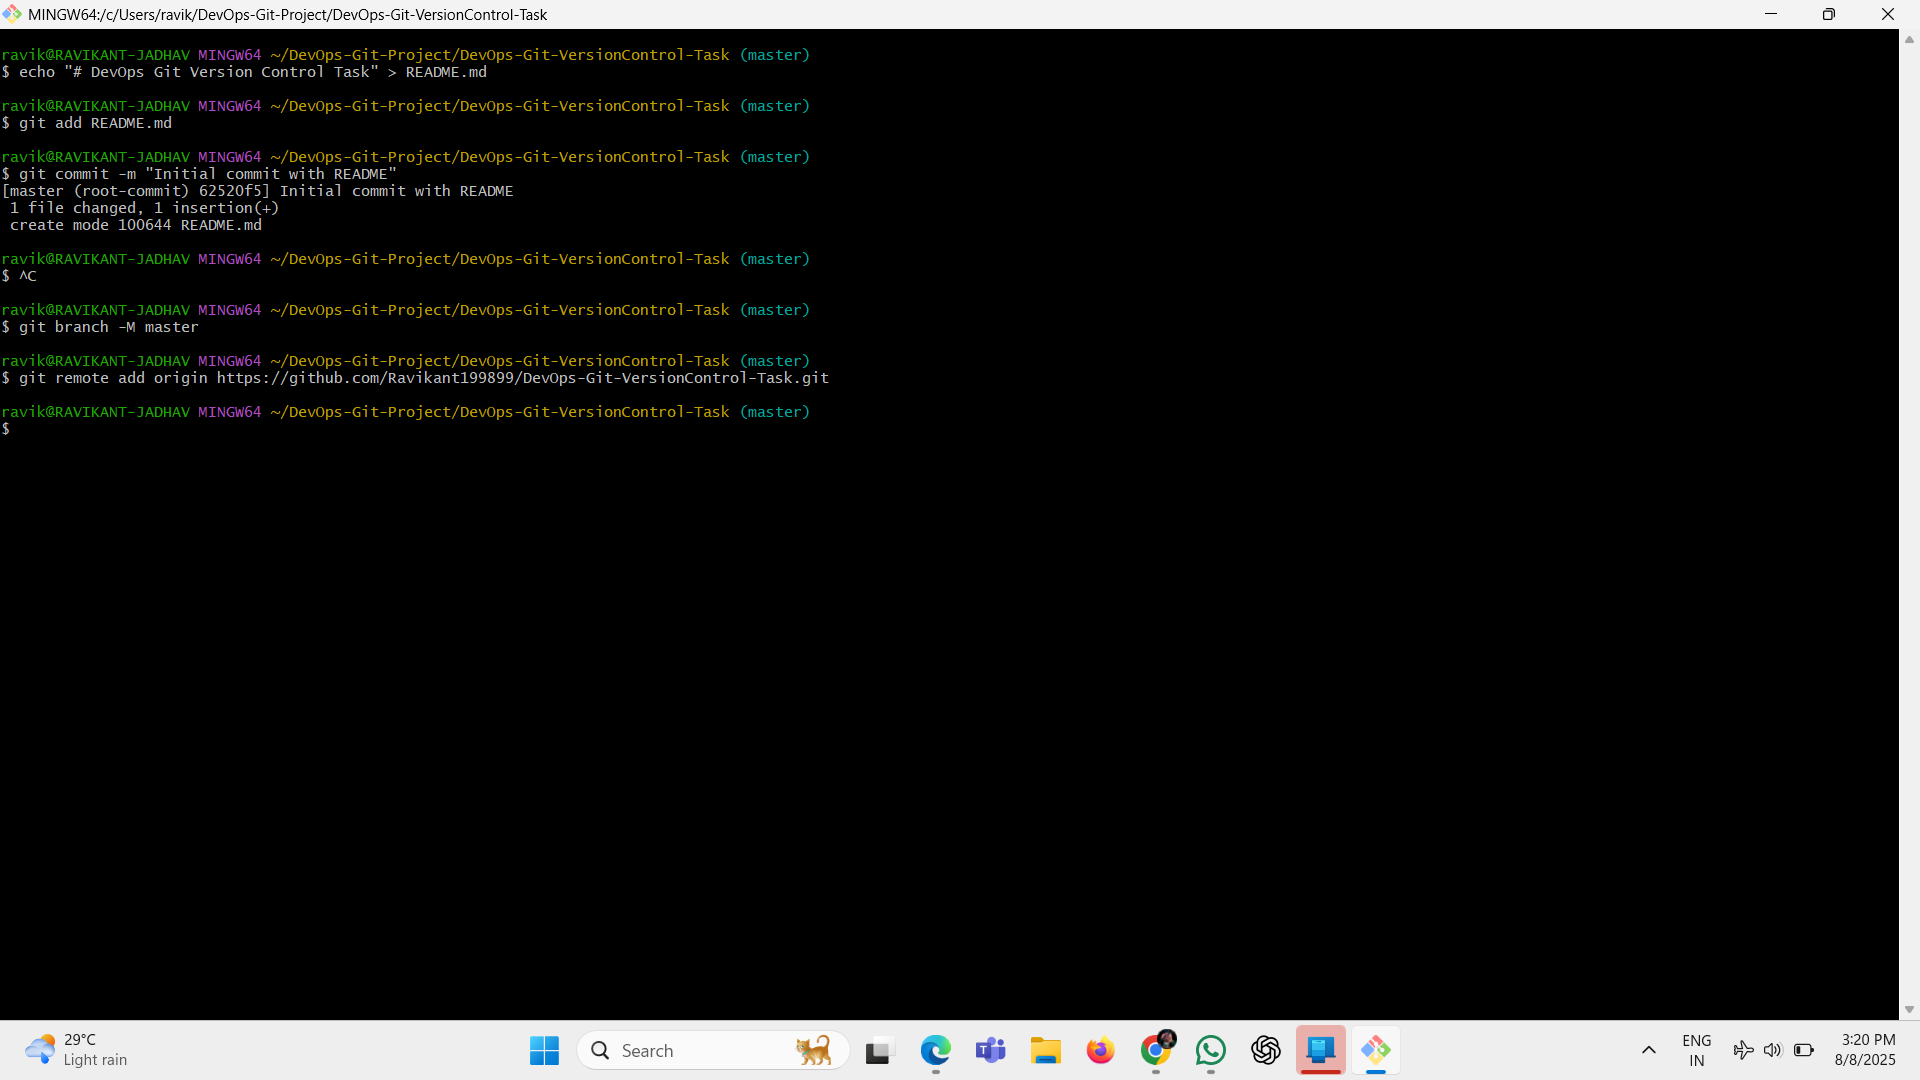 MINGW64:/c/Users/ravik/DevOps-Git-Project/DevOps-Git-VersionControl-Task
ravik@RAVIKANT-JADHAV MINGW64 ~/DevOps-Git-Project/DevOps-Git-VersionControl-Task (master)
$ echo "# DevOps Git Version Control Task" > README.md
ravik@RAVIKANT-JADHAV MINGW64 ~/DevOps-Git-Project/DevOps-Git-VersionControl-Task (master)
$ git add README.md
ravik@RAVIKANT-JADHAV MINGW64 ~/DevOps-Git-Project/DevOps-Git-VersionControl-Task (master)
$ git commit -m "Initial commit with README"
[master (root-commit) 62520f5] Initial commit with README
1 file changed, 1 insertion(+)
create mode 100644 README.md
ravik@RAVIKANT-JADHAV MINGW64 ~/DevOps-Git-Project/DevOps-Git-VersionControl-Task (master)
$ ^C
ravik@RAVIKANT-JADHAV MINGW64 ~/DevOps-Git-Project/DevOps-Git-VersionControl-Task (master)
$ git branch -M master
ravik@RAVIKANT-JADHAV MINGW64 ~/DevOps-Git-Project/DevOps-Git-VersionControl-Task (master)
$ git remote add origin https://github.com/Ravikant199899/DevOps-Git-VersionControl-Task.git
ravik@RAVIKANT-JADHAV MINGW64 ~/DevOps-Git-Project/DevOps-Git-VersionControl-Task (master)
$
29°C
Light rain
Search
ENG
IN
3:20 PM
8/8/2025